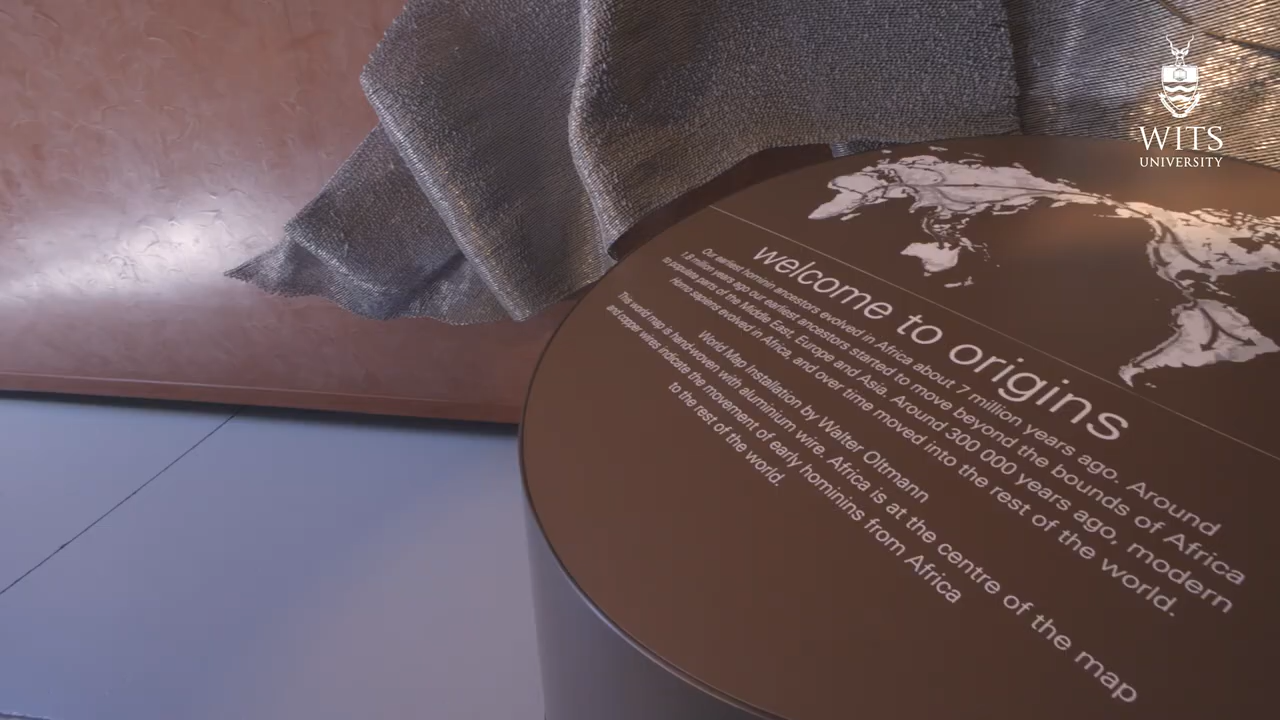 WITS
UNIVERSITY
welcome to origins
Our earliest hominin ancestors evolved in Africa about 7 million years ago. Around
1.8 million years ago our earliest ancestors started to move beyond the bounds of Africa
to populate parts of the Middle East, Europe and Asia. Around 300 000 years ago, modern
Homo sapiens evolved in Africa, and over time moved into the rest of the world.
World Map Installation by Walter Oltmann
This world map is hand-woven with aluminium wire. Africa is at the centre of the map
and copper wires indicate the movement of early hominins from Africa
to the rest of the world.